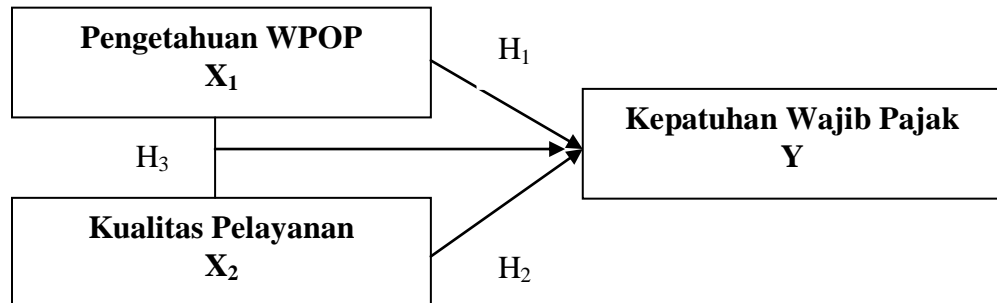 Pengetahuan WPOP
X₁
H₁
Kepatuhan Wajib Pajak
Y
H₃
Kualitas Pelayanan
X₂
H₂